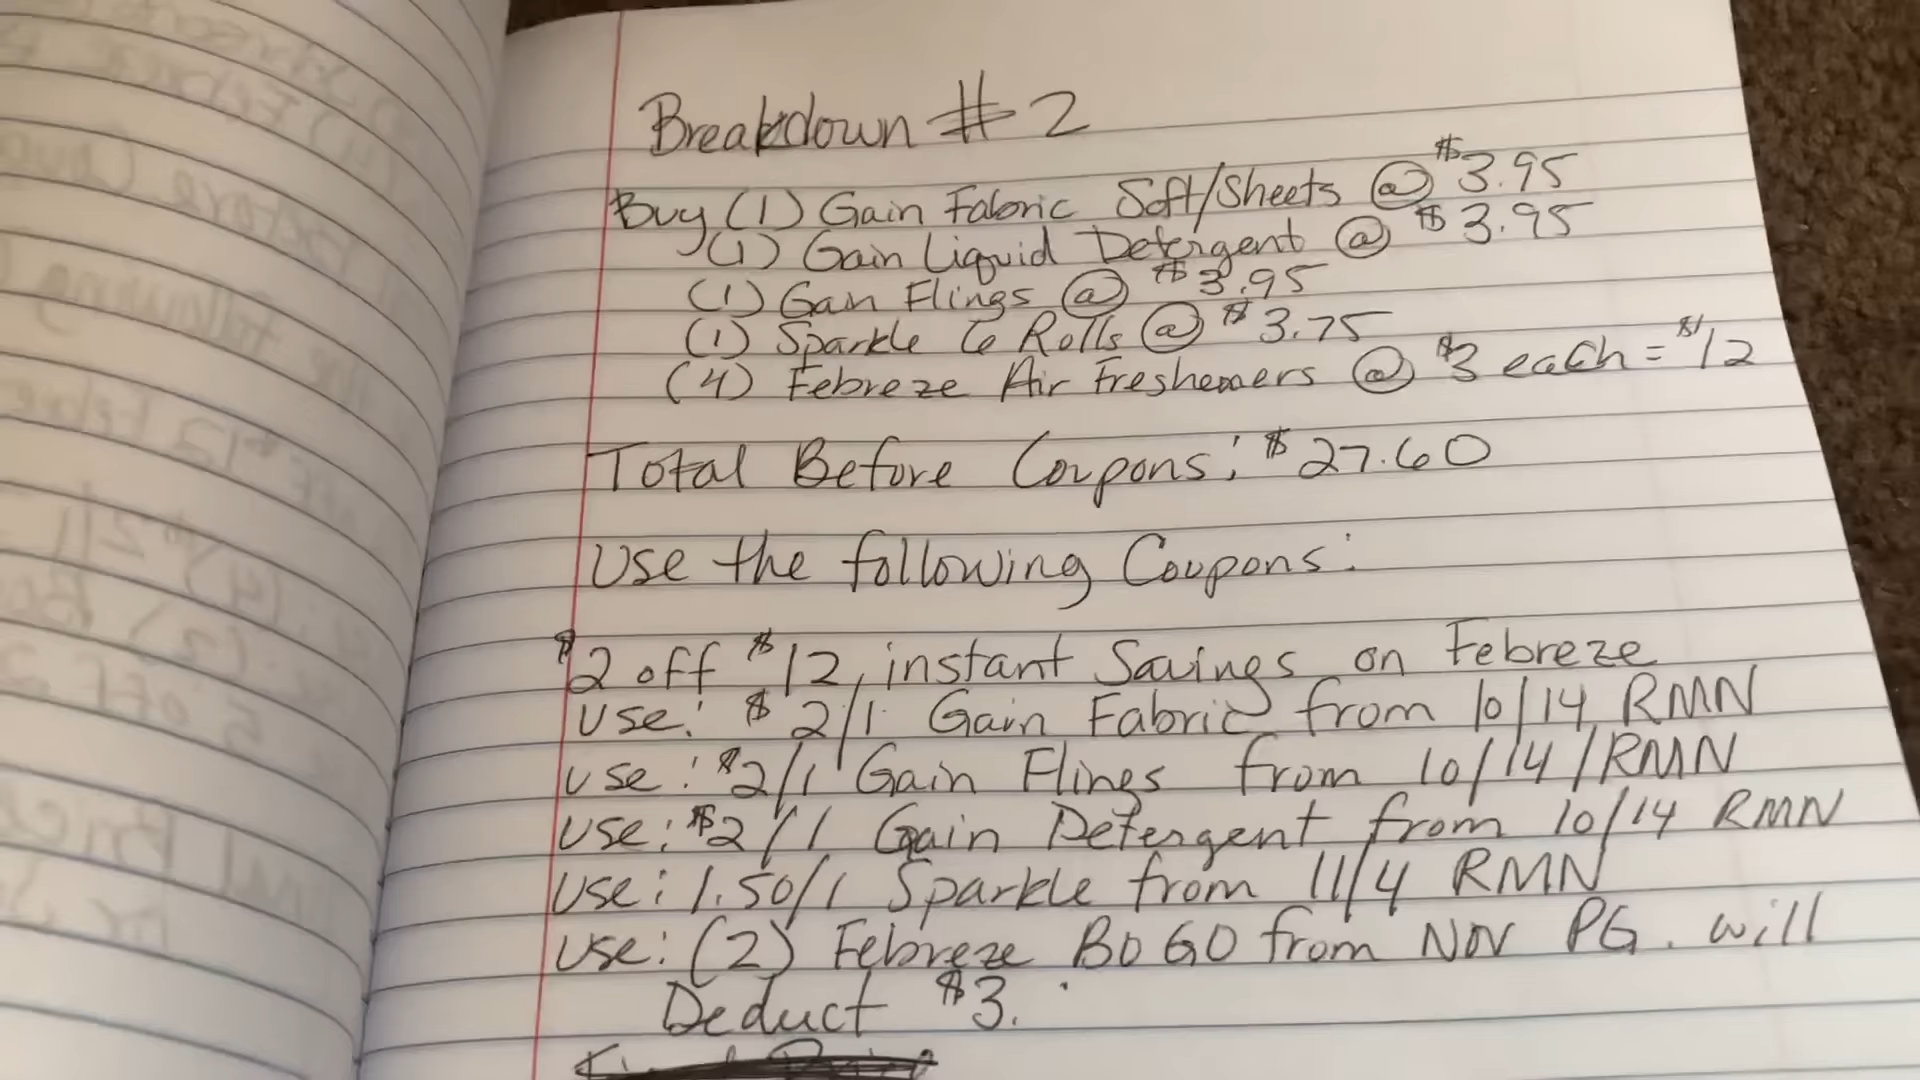 Breakdown # 2
Buy (1) Gain Fabric Soft/Sheets @ $3.95
(1) Gain Liquid Detergent @ $3.95
(1) Gain Flings @ $3.95
(1) Sparkle 6 Rolls @ $3.75
(4) Febreze Air Fresheners @ $3 each = $12
Total Before Coupons: $27.60
Use the following Coupons:
$2 off $12, instant Savings on Febreze
Use: $2/1 Gain Fabric from 10/14 RMN
Use: $2/1 Gain Flings from 10/14/RMN
Use: $2/1 Gain Detergent from 10/14 RMN
Use: 1.50/1 Sparkle from 11/4 RMN
Use: (2) Febreze BOGO from NOV PG. will
Deduct $3.